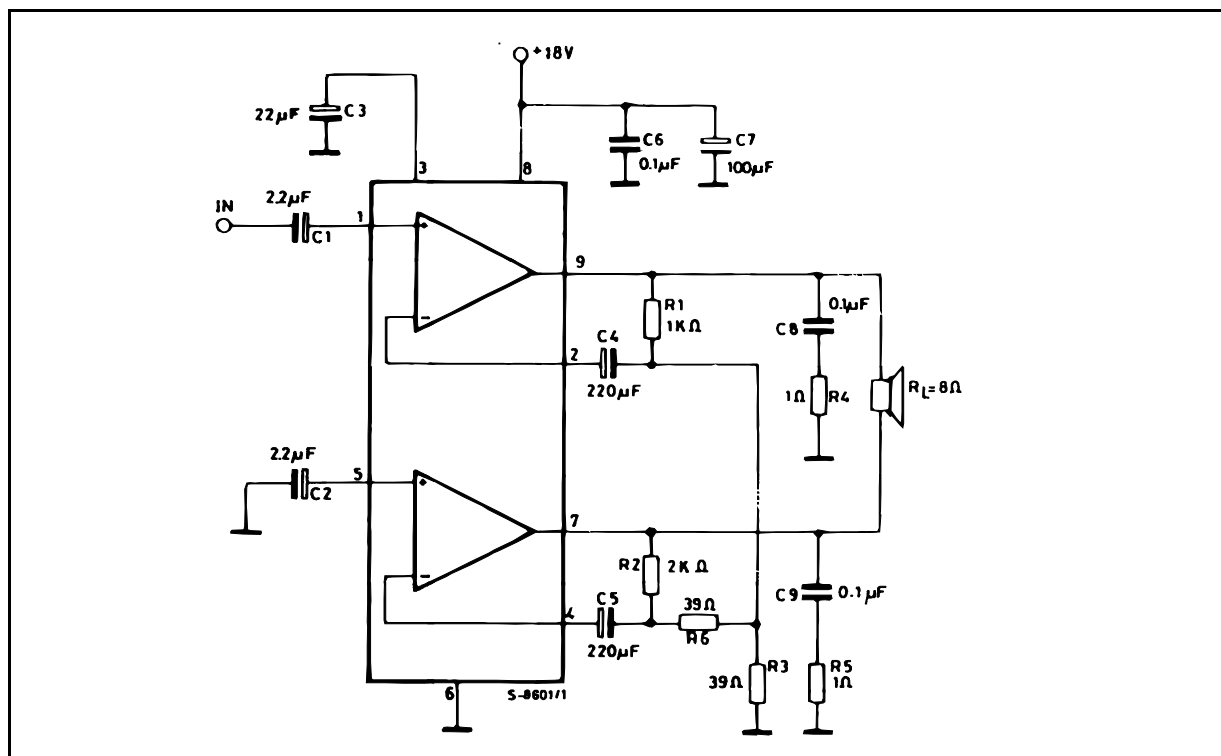 +18V
22µF
C3
3
8
C6
0.1µF
C7
100µF
IN
2.2µF
C1
1
+
−
9
R1
1KΩ
0.1µF
C8
2
C4
220µF
1Ω
R4
RL=8Ω
2.2µF
C2
5
+
−
7
R2
2KΩ
C9
0.1µF
4
C5
220µF
39Ω
R6
R3
39Ω
R5
1Ω
6
S-8601/1